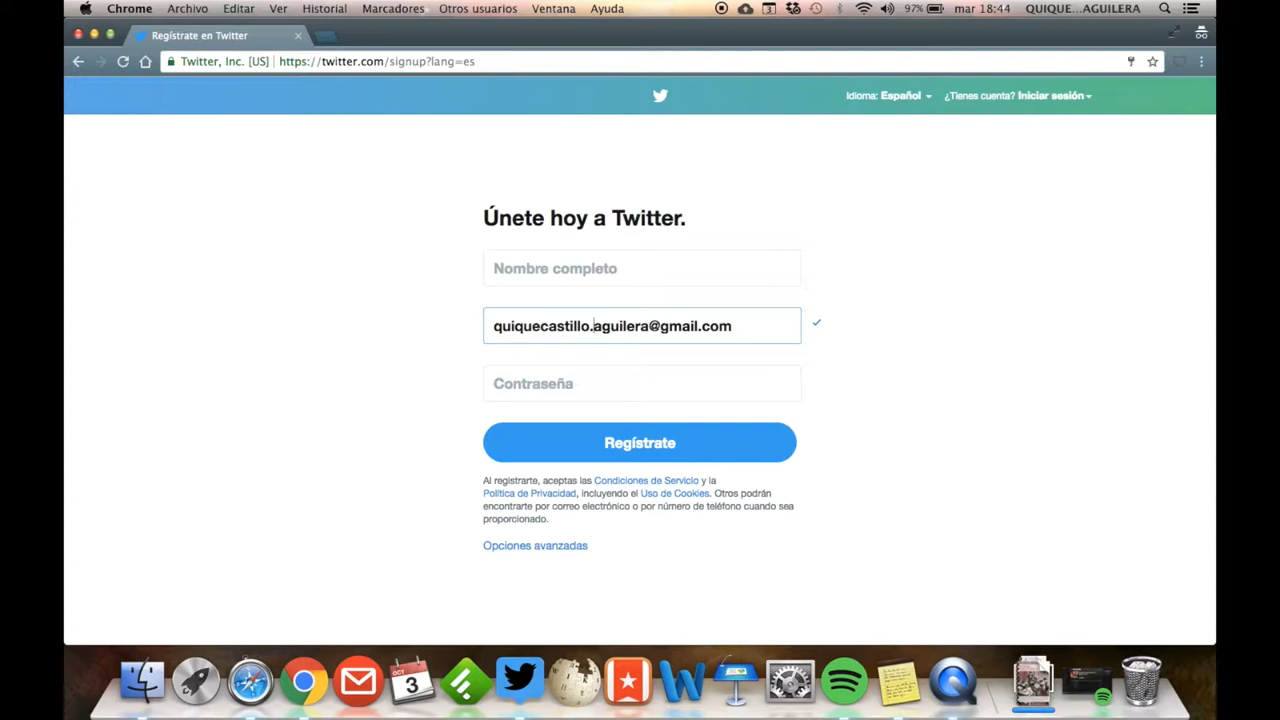 Chrome Archivo Editar Ver Historial Marcadores Otros usuarios Ventana Ayuda 3 97% mar 18:44 QUIQUE...AGUILERA
Regístrate en Twitter
Twitter, Inc. [US] https://twitter.com/signup?lang=es
Idioma: Español ¿Tienes cuenta? Iniciar sesión
Únete hoy a Twitter.
Nombre completo
quiquecastillo.aguilera@gmail.com
Contraseña
Regístrate
Al registrarte, aceptas las Condiciones de Servicio y la
Política de Privacidad, incluyendo el Uso de Cookies. Otros podrán
encontrarte por correo electrónico o por número de teléfono cuando sea
proporcionado.
Opciones avanzadas
OCT
3